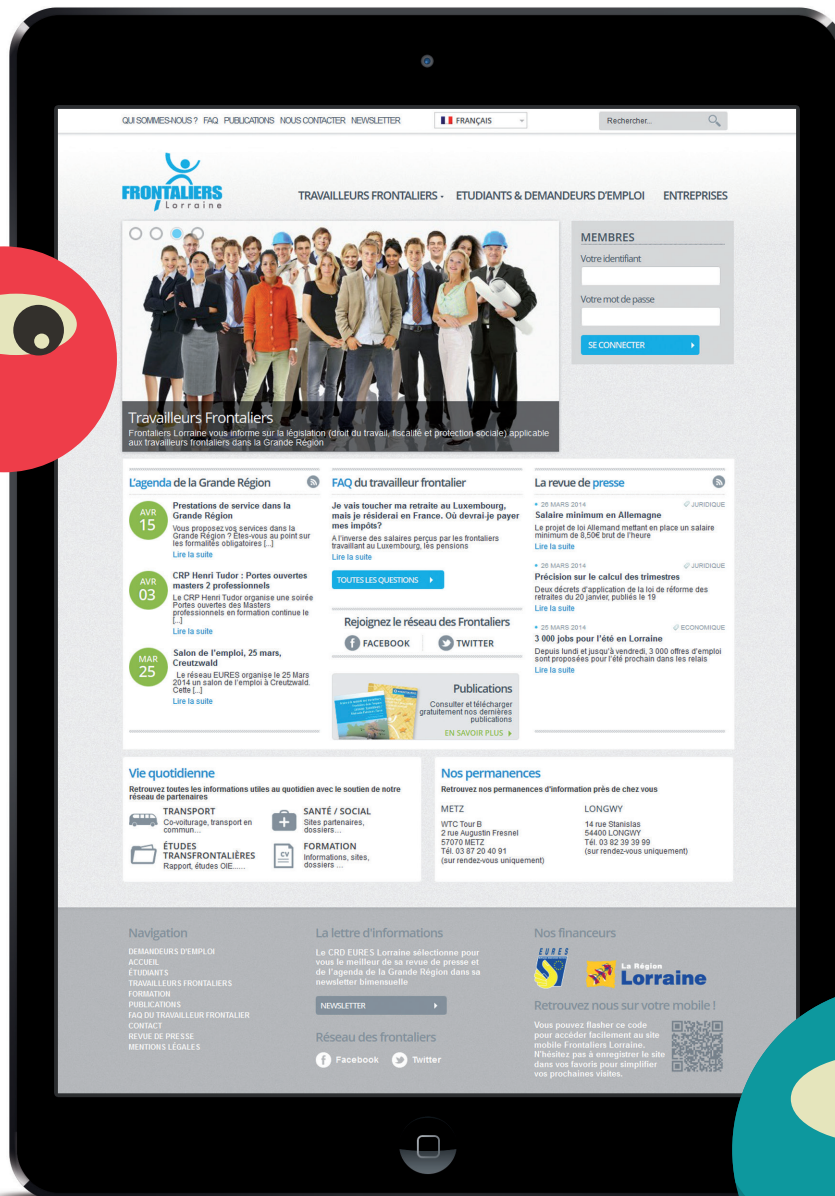 QUI SOMMES-NOUS ? FAQ PUBLICATIONS NOUS CONTACTER NEWSLETTER
FRANÇAIS
Rechercher...
FRONTALIERS
Lorraine
TRAVAILLEURS FRONTALIERS ETUDIANTS & DEMANDEURS D'EMPLOI ENTREPRISES
Travailleurs Frontaliers
Frontaliers Lorraine vous informe sur la législation (droit du travail, fiscalité et protection sociale) applicable
aux travailleurs frontaliers dans la Grande Région
MEMBRES
Votre identifiant
Votre mot de passe
SE CONNECTER
L'agenda de la Grande Région
AVR
15
Prestations de service dans la
Grande Région
Vous proposez vos services dans la
Grande Région ? Êtes-vous au point sur
les formalités obligatoires [...]
Lire la suite
AVR
03
CRP Henri Tudor : Portes ouvertes
masters 2 professionnels
Le CRP Henri Tudor organise une soirée
Portes ouvertes des Masters
professionnels en formation continue le
[...]
Lire la suite
MAR
25
Salon de l'emploi, 25 mars,
Creutzwald
Le réseau EURES organise le 25 Mars
2014 un salon de l'emploi à Creutzwald.
Cette [...]
Lire la suite
FAQ du travailleur frontalier
Je vais toucher ma retraite au Luxembourg,
mais je résiderai en France. Où devrai-je payer
mes impôts?
A l'inverse des salaires perçus par les frontaliers
travaillant au Luxembourg, les pensions
Lire la suite
TOUTES LES QUESTIONS
Rejoignez le réseau des Frontaliers
FACEBOOK
TWITTER
Publications
Consulter et télécharger
gratuitement nos dernières
publications
EN SAVOIR PLUS
La revue de presse
26 MARS 2014 JURIDIQUE
Salaire minimum en Allemagne
Le projet de loi Allemand mettant en place un salaire
minimum de 8,50€ brut de l'heure
Lire la suite
26 MARS 2014 JURIDIQUE
Précision sur le calcul des trimestres
Deux décrets d'application de la loi de réforme des
retraites du 20 janvier, publiés le 19
Lire la suite
25 MARS 2014 ECONOMIQUE
3 000 jobs pour l'été en Lorraine
Depuis lundi et jusqu'à vendredi, 3 000 offres d'emploi
sont proposées pour l'été prochain dans les relais
Lire la suite
Vie quotidienne
Retrouvez toutes les informations utiles au quotidien avec le soutien de notre
réseau de partenaires
TRANSPORT
Co-voiturage, transport en
commun...
SANTÉ / SOCIAL
Sites partenaires,
dossiers...
ÉTUDES
TRANSFRONTALIÈRES
Rapport, études OIE......
CV
FORMATION
Informations, sites,
dossiers ...
Nos permanences
Retrouvez nos permanences d'information près de chez vous
METZ
WTC Tour B
2 rue Augustin Fresnel
57070 METZ
Tél. 03 87 20 40 91
(sur rendez-vous uniquement)
LONGWY
14 rue Stanislas
54400 LONGWY
Tél. 03 82 39 39 99
(sur rendez-vous uniquement)
Navigation
DEMANDEURS D'EMPLOI
ACCUEIL
ÉTUDIANTS
TRAVAILLEURS FRONTALIERS
FORMATION
PUBLICATIONS
FAQ DU TRAVAILLEUR FRONTALIER
CONTACT
REVUE DE PRESSE
MENTIONS LÉGALES
La lettre d'informations
Le CRD EURES Lorraine sélectionne pour
vous le meilleur de sa revue de presse et
de l'agenda de la Grande Région dans sa
newsletter bimensuelle
NEWSLETTER
Réseau des frontaliers
Facebook
Twitter
Nos financeurs
EURES
La Région
Lorraine
Retrouvez nous sur votre mobile !
Vous pouvez flasher ce code
pour accéder facilement au site
mobile Frontaliers Lorraine.
N'hésitez pas à enregistrer le site
dans vos favoris pour simplifier
vos prochaines visites.